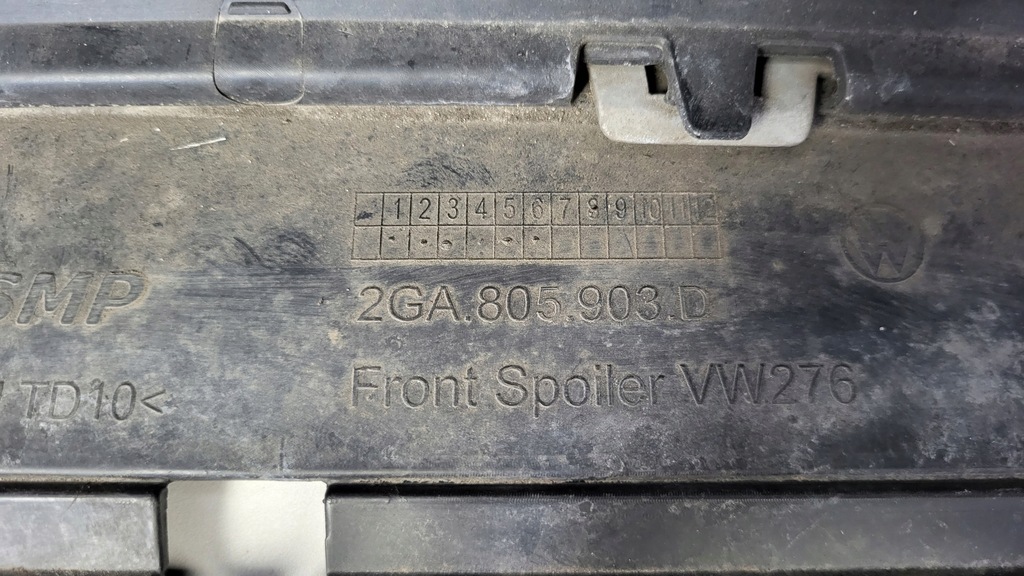 1 2 3 4 5 6 7 8 9 10 11 12
SMP
2GA.805.903.D
TD10<
Front Spoiler VW276